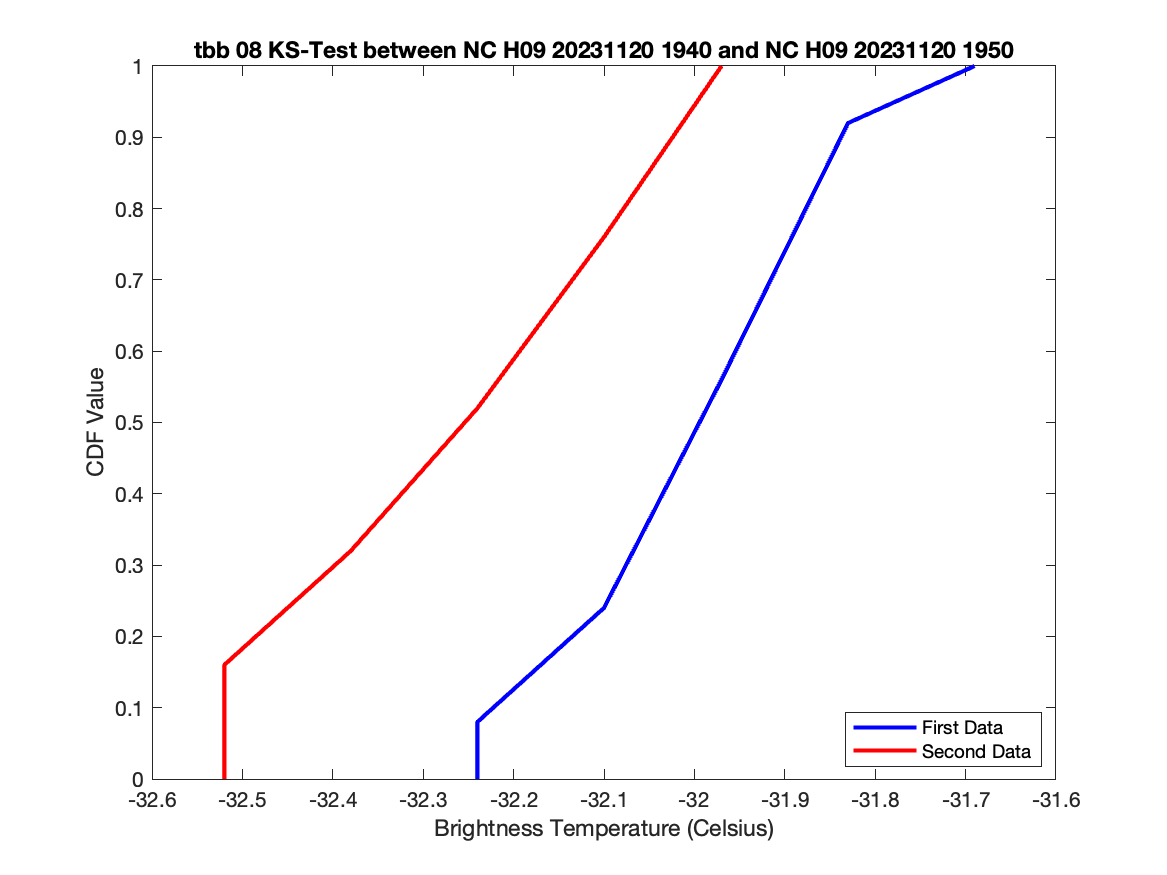 tbb 08 KS-Test between NC H09 20231120 1940 and NC H09 20231120 1950
1
0.9
0.8
0.7
0.6
0.5
0.4
0.3
0.2
0.1
0
CDF Value
First Data
Second Data
-32.6 -32.5 -32.4 -32.3 -32.2 -32.1 -32 -31.9 -31.8 -31.7 -31.6
Brightness Temperature (Celsius)